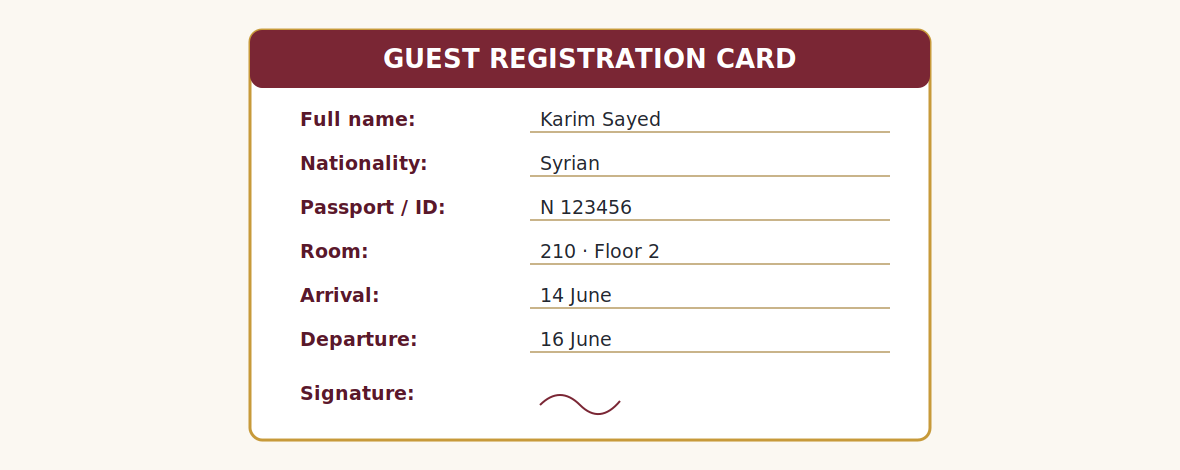 GUEST REGISTRATION CARD
Full name: Karim Sayed
Nationality: Syrian
Passport / ID: N 123456
Room: 210 · Floor 2
Arrival: 14 June
Departure: 16 June
Signature: